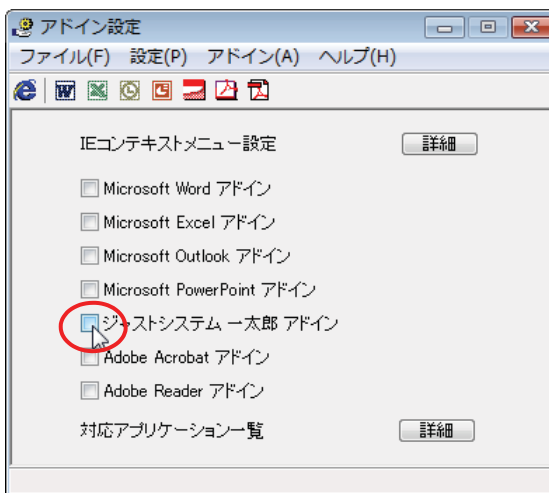 アドイン設定
ファイル(F) 設定(P) アドイン(A) ヘルプ(H)
IEコンテキストメニュー設定 詳細
Microsoft Word アドイン
Microsoft Excel アドイン
Microsoft Outlook アドイン
Microsoft PowerPoint アドイン
ジャストシステム 一太郎 アドイン
Adobe Acrobat アドイン
Adobe Reader アドイン
対応アプリケーション一覧 詳細